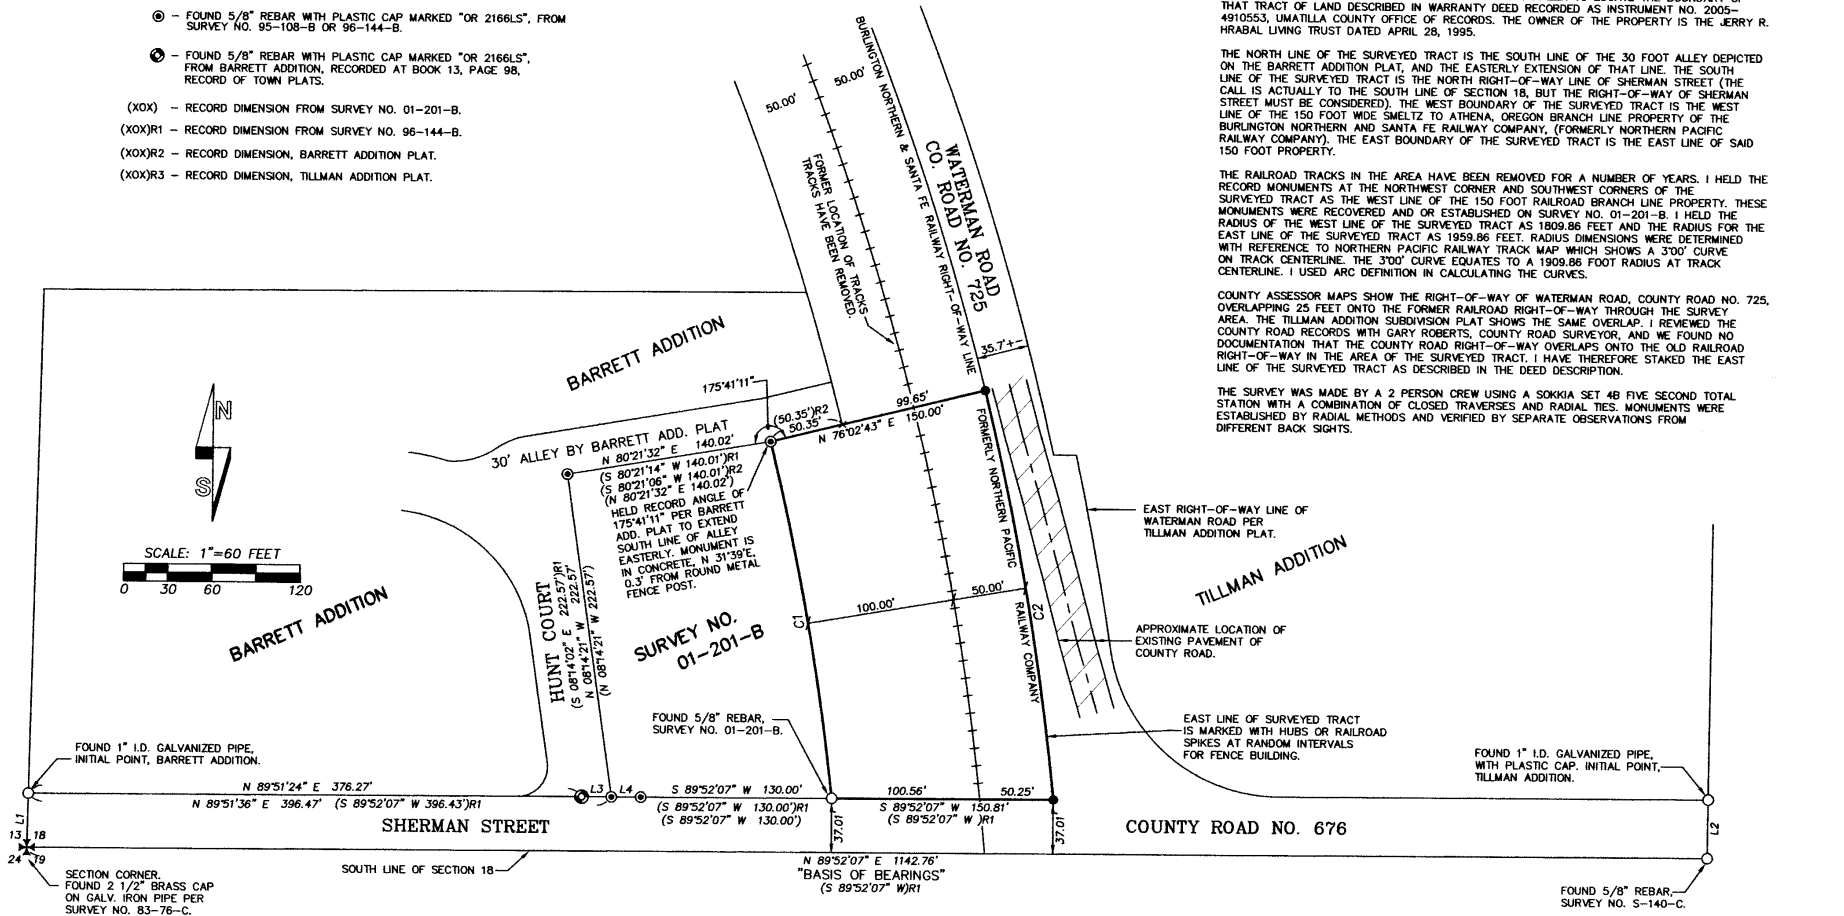 FOUND 5/8" REBAR WITH PLASTIC CAP MARKED "OR 2166LS", FROM
SURVEY NO. 95-108-B OR 96-144-B.
FOUND 5/8" REBAR WITH PLASTIC CAP MARKED "OR 2166LS",
FROM BARRETT ADDITION, RECORDED AT BOOK 13, PAGE 98,
RECORD OF TOWN PLATS.
(XOX) - RECORD DIMENSION FROM SURVEY NO. 01-201-B.
(XOX)R1 - RECORD DIMENSION FROM SURVEY NO. 96-144-B.
(XOX)R2 - RECORD DIMENSION, BARRETT ADDITION PLAT.
(XOX)R3 - RECORD DIMENSION, TILLMAN ADDITION PLAT.
THAT TRACT OF LAND DESCRIBED IN WARRANTY DEED RECORDED AS INSTRUMENT NO. 2005-
4910553, UMATILLA COUNTY OFFICE OF RECORDS. THE OWNER OF THE PROPERTY IS THE JERRY R.
HRABAL LIVING TRUST DATED APRIL 28, 1995.
THE NORTH LINE OF THE SURVEYED TRACT IS THE SOUTH LINE OF THE 30 FOOT ALLEY DEPICTED
ON THE BARRETT ADDITION PLAT, AND THE EASTERLY EXTENSION OF THAT LINE. THE SOUTH
LINE OF THE SURVEYED TRACT IS THE NORTH RIGHT-OF-WAY LINE OF SHERMAN STREET (THE
CALL IS ACTUALLY TO THE SOUTH LINE OF SECTION 18, BUT THE RIGHT-OF-WAY OF SHERMAN
STREET MUST BE CONSIDERED). THE WEST BOUNDARY OF THE SURVEYED TRACT IS THE WEST
LINE OF THE 150 FOOT WIDE SMELTZ TO ATHENA, OREGON BRANCH LINE PROPERTY OF THE
BURLINGTON NORTHERN AND SANTA FE RAILWAY COMPANY, (FORMERLY NORTHERN PACIFIC
RAILWAY COMPANY). THE EAST BOUNDARY OF THE SURVEYED TRACT IS THE EAST LINE OF SAID
150 FOOT PROPERTY.
THE RAILROAD TRACKS IN THE AREA HAVE BEEN REMOVED FOR A NUMBER OF YEARS. I HELD THE
RECORD MONUMENTS AT THE NORTHWEST CORNER AND SOUTHWEST CORNERS OF THE
SURVEYED TRACT AS THE WEST LINE OF THE 150 FOOT RAILROAD BRANCH LINE PROPERTY. THESE
MONUMENTS WERE RECOVERED AND OR ESTABLISHED ON SURVEY NO. 01-201-B. I HELD THE
RADIUS OF THE WEST LINE OF THE SURVEYED TRACT AS 1809.86 FEET AND THE RADIUS FOR THE
EAST LINE OF THE SURVEYED TRACT AS 1959.86 FEET. RADIUS DIMENSIONS WERE DETERMINED
WITH REFERENCE TO NORTHERN PACIFIC RAILWAY TRACK MAP WHICH SHOWS A 3°00' CURVE
ON TRACK CENTERLINE. THE 3°00' CURVE EQUATES TO A 1909.86 FOOT RADIUS AT TRACK
CENTERLINE. I USED ARC DEFINITION IN CALCULATING THE CURVES.
COUNTY ASSESSOR MAPS SHOW THE RIGHT-OF-WAY OF WATERMAN ROAD, COUNTY ROAD NO. 725,
OVERLAPPING 25 FEET ONTO THE FORMER RAILROAD RIGHT-OF-WAY THROUGH THE SURVEY
AREA. THE TILLMAN ADDITION SUBDIVISION PLAT SHOWS THE SAME OVERLAP. I REVIEWED THE
COUNTY ROAD RECORDS WITH GARY ROBERTS, COUNTY ROAD SURVEYOR, AND WE FOUND NO
DOCUMENTATION THAT THE COUNTY ROAD RIGHT-OF-WAY OVERLAPS ONTO THE OLD RAILROAD
RIGHT-OF-WAY IN THE AREA OF THE SURVEYED TRACT. I HAVE THEREFORE STAKED THE EAST
LINE OF THE SURVEYED TRACT AS DESCRIBED IN THE DEED DESCRIPTION.
THE SURVEY WAS MADE BY A 2 PERSON CREW USING A SOKKIA SET 4B FIVE SECOND TOTAL
STATION WITH A COMBINATION OF CLOSED TRAVERSES AND RADIAL TIES. MONUMENTS WERE
ESTABLISHED BY RADIAL METHODS AND VERIFIED BY SEPARATE OBSERVATIONS FROM
DIFFERENT BACK SIGHTS.
50.00'
50.00'
BURLINGTON NORTHERN & SANTA FE RAILWAY RIGHT-OF-WAY LINE
WATERMAN ROAD
CO. ROAD NO. 725
FORMER LOCATION OF TRACKS
TRACKS HAVE BEEN REMOVED.
35.7'+-
BARRETT ADDITION
175°41'11"
(50.35')R2
50.35'
99.65'
N 76°02'43" E 150.00'
30' ALLEY BY BARRETT ADD. PLAT
N 80°21'32" E 140.02'
(S 80°21'14" W 140.01')R1
(S 80°21'06" W 140.01')R2
(N 80°21'32" E 140.02')
HELD RECORD ANGLE OF
175°41'11" PER BARRETT
ADD. PLAT TO EXTEND
SOUTH LINE OF ALLEY
EASTERLY. MONUMENT IS
IN CONCRETE, N 31°39'E,
0.3' FROM ROUND METAL
FENCE POST.
N
S
SCALE: 1"=60 FEET
0 30 60 120
BARRETT ADDITION
HUNT COURT
(S 08°14'02" E 222.57')R1
N 08°14'21" W 222.57'
(N 08°14'21" W 222.57')
SURVEY NO.
01-201-B
C1
100.00'
50.00'
C2
FORMERLY NORTHERN PACIFIC
RAILWAY COMPANY
EAST RIGHT-OF-WAY LINE OF
WATERMAN ROAD PER
TILLMAN ADDITION PLAT.
TILLMAN ADDITION
APPROXIMATE LOCATION OF
EXISTING PAVEMENT OF
COUNTY ROAD.
FOUND 5/8" REBAR,
SURVEY NO. 01-201-B.
EAST LINE OF SURVEYED TRACT
IS MARKED WITH HUBS OR RAILROAD
SPIKES AT RANDOM INTERVALS
FOR FENCE BUILDING.
FOUND 1" I.D. GALVANIZED PIPE,
INITIAL POINT, BARRETT ADDITION.
FOUND 1" I.D. GALVANIZED PIPE,
WITH PLASTIC CAP. INITIAL POINT,
TILLMAN ADDITION.
N 89°51'24" E 376.27'
N 89°51'36" E 396.47' (S 89°52'07" W 396.43')R1
L3 L4
S 89°52'07" W 130.00'
(S 89°52'07" W 130.00')R1
(S 89°52'07" W 130.00')
100.56' 50.25'
S 89°52'07" W 150.81'
(S 89°52'07" W )R1
L1
L2
37.01'
37.01'
13 18
24 19
SHERMAN STREET
COUNTY ROAD NO. 676
SOUTH LINE OF SECTION 18
N 89°52'07" E 1142.76'
"BASIS OF BEARINGS"
(S 89°52'07" W)R1
SECTION CORNER.
FOUND 2 1/2" BRASS CAP
ON GALV. IRON PIPE PER
SURVEY NO. 83-76-C.
FOUND 5/8" REBAR,
SURVEY NO. S-140-C.